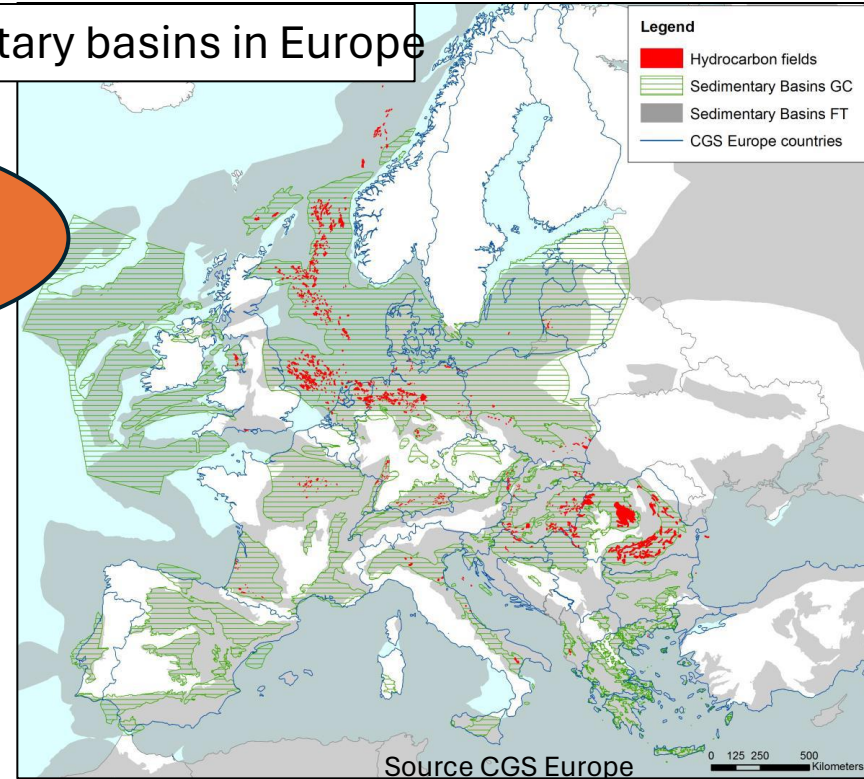 tary basins in Europe
Legend
Hydrocarbon fields
Sedimentary Basins GC
Sedimentary Basins FT
CGS Europe countries
Source CGS Europe
0 125 250 500
Kilometers